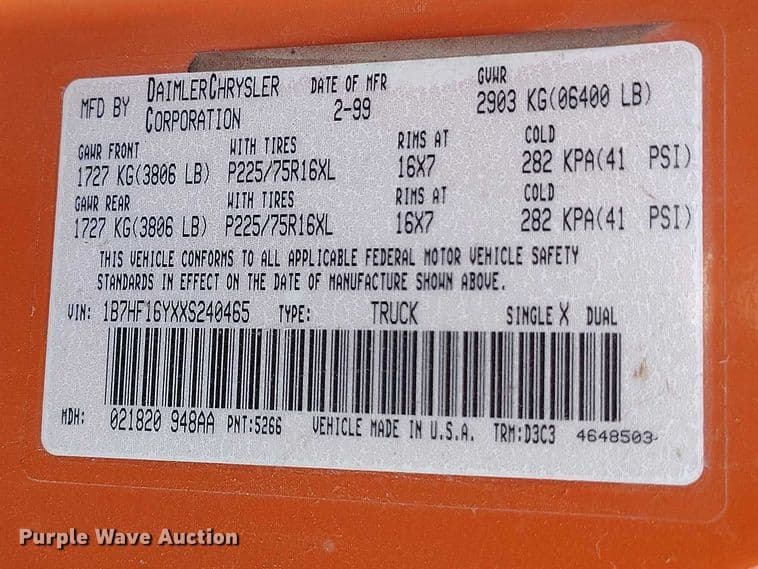 MFD BY DAIMLERCHRYSLER CORPORATION DATE OF MFR 2-99 GVWR 2903 KG(06400 LB)
GAWR FRONT WITH TIRES RIMS AT COLD
1727 KG(3806 LB) P225/75R16XL 16X7 282 KPA(41 PSI)
GAWR REAR WITH TIRES RIMS AT COLD
1727 KG(3806 LB) P225/75R16XL 16X7 282 KPA(41 PSI)
THIS VEHICLE CONFORMS TO ALL APPLICABLE FEDERAL MOTOR VEHICLE SAFETY
STANDARDS IN EFFECT ON THE DATE OF MANUFACTURE SHOWN ABOVE.
VIN: 1B7HF16YXXS240465 TYPE: TRUCK SINGLE X DUAL
MDH: 021820 948AA PNT:5266 VEHICLE MADE IN U.S.A. TRM:D3C3 4648503-
Purple Wave Auction